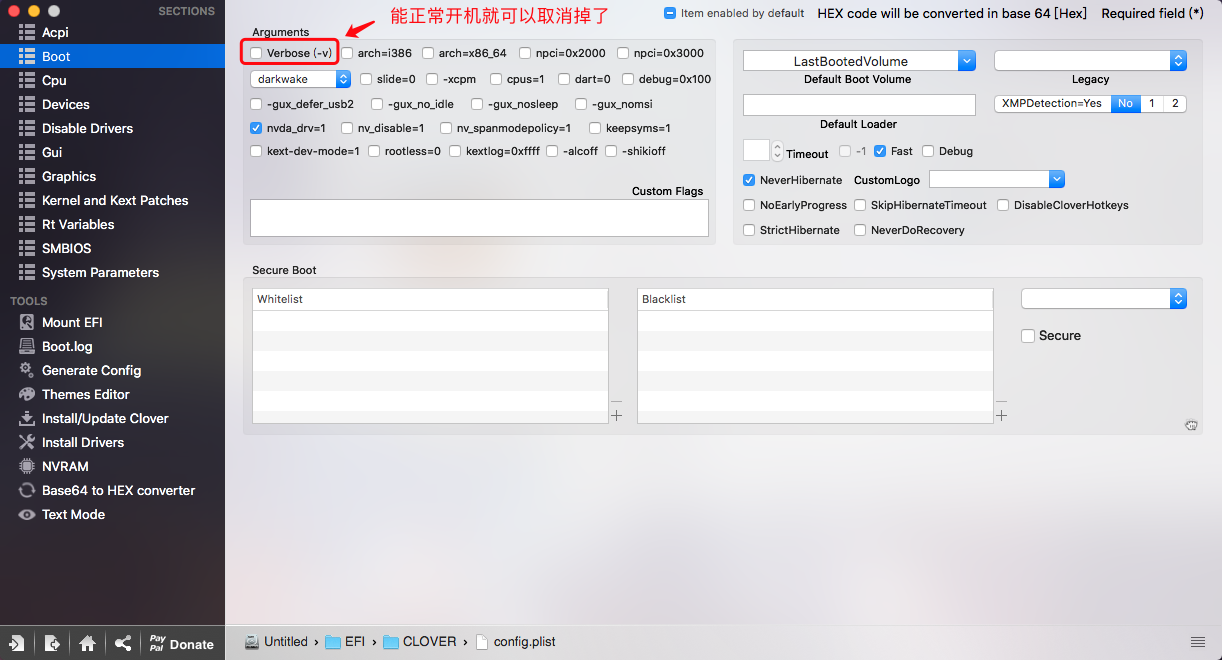 SECTIONS
Acpi
Boot
Cpu
Devices
Disable Drivers
Gui
Graphics
Kernel and Kext Patches
Rt Variables
SMBIOS
System Parameters
TOOLS
Mount EFI
Boot.log
Generate Config
Themes Editor
Install/Update Clover
Install Drivers
NVRAM
Base64 to HEX converter
Text Mode
Pay Pal Donate
能正常开机就可以取消掉了
Item enabled by default HEX code will be converted in base 64 [Hex] Required field (*)
Arguments
Verbose (-v) arch=i386 arch=x86_64 npci=0x2000 npci=0x3000
darkwake slide=0 -xcpm cpus=1 dart=0 debug=0x100
-gux_defer_usb2 -gux_no_idle -gux_nosleep -gux_nomsi
nvda_drv=1 nv_disable=1 nv_spanmodepolicy=1 keepsyms=1
kext-dev-mode=1 rootless=0 kextlog=0xffff -alcoff -shikioff
Custom Flags
LastBootedVolume
Default Boot Volume
Legacy
XMPDetection=Yes No 1 2
Default Loader
Timeout -1 Fast Debug
NeverHibernate CustomLogo
NoEarlyProgress SkipHibernateTimeout DisableCloverHotkeys
StrictHibernate NeverDoRecovery
Secure Boot
Whitelist
Blacklist
Secure
Untitled › EFI › CLOVER › config.plist